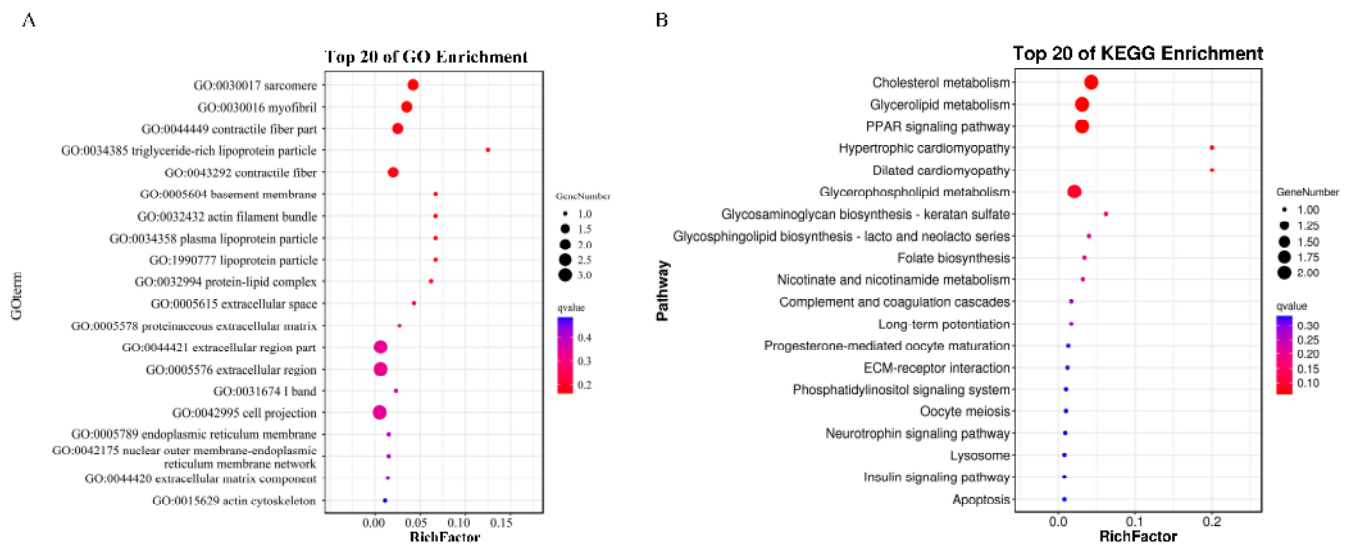 A
Top 20 of GO Enrichment
GOterm
GO:0030017 sarcomere
GO:0030016 myofibril
GO:0044449 contractile fiber part
GO:0034385 triglyceride-rich lipoprotein particle
GO:0043292 contractile fiber
GO:0005604 basement membrane
GO:0032432 actin filament bundle
GO:0034358 plasma lipoprotein particle
GO:1990777 lipoprotein particle
GO:0032994 protein-lipid complex
GO:0005615 extracellular space
GO:0005578 proteinaceous extracellular matrix
GO:0044421 extracellular region part
GO:0005576 extracellular region
GO:0031674 I band
GO:0042995 cell projection
GO:0005789 endoplasmic reticulum membrane
GO:0042175 nuclear outer membrane-endoplasmic
reticulum membrane network
GO:0044420 extracellular matrix component
GO:0015629 actin cytoskeleton
0.00 0.05 0.10 0.15
RichFactor
GeneNumber
1.0
1.5
2.0
2.5
3.0
qvalue
0.4
0.3
0.2
B
Top 20 of KEGG Enrichment
Pathway
Cholesterol metabolism
Glycerolipid metabolism
PPAR signaling pathway
Hypertrophic cardiomyopathy
Dilated cardiomyopathy
Glycerophospholipid metabolism
Glycosaminoglycan biosynthesis - keratan sulfate
Glycosphingolipid biosynthesis - lacto and neolacto series
Folate biosynthesis
Nicotinate and nicotinamide metabolism
Complement and coagulation cascades
Long-term potentiation
Progesterone-mediated oocyte maturation
ECM-receptor interaction
Phosphatidylinositol signaling system
Oocyte meiosis
Neurotrophin signaling pathway
Lysosome
Insulin signaling pathway
Apoptosis
0.0 0.1 0.2
RichFactor
GeneNumber
1.00
1.25
1.50
1.75
2.00
qvalue
0.30
0.25
0.20
0.15
0.10